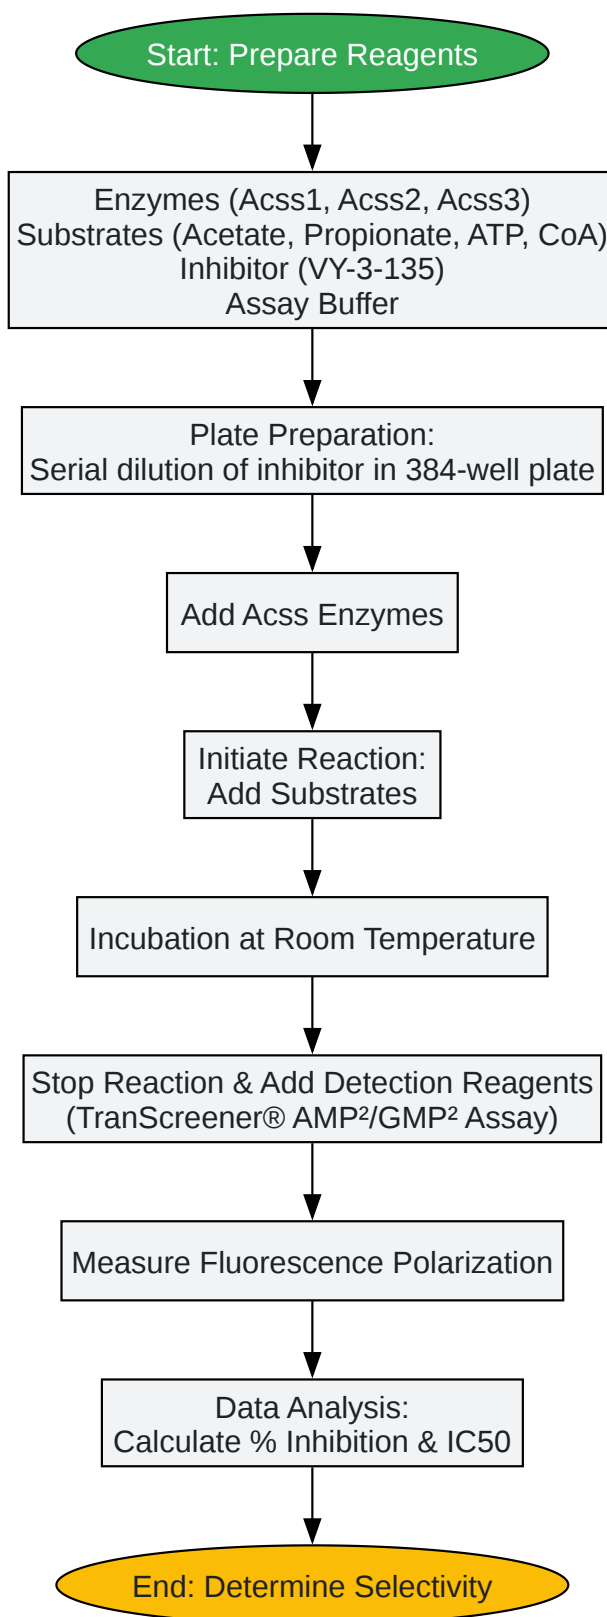 Start: Prepare Reagents
Enzymes (Acss1, Acss2, Acss3)
Substrates (Acetate, Propionate, ATP, CoA)
Inhibitor (VY-3-135)
Assay Buffer
Plate Preparation:
Serial dilution of inhibitor in 384-well plate
Add Acss Enzymes
Initiate Reaction:
Add Substrates
Incubation at Room Temperature
Stop Reaction & Add Detection Reagents
(TranScreener® AMP²/GMP² Assay)
Measure Fluorescence Polarization
Data Analysis:
Calculate % Inhibition & IC50
End: Determine Selectivity